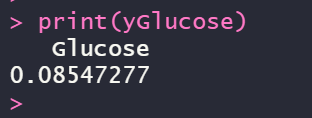 > print(yGlucose)
Glucose
0.08547277
>